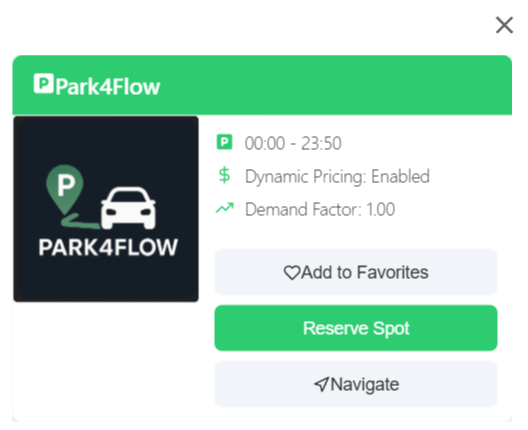 P Park4Flow
P
PARK4FLOW
P 00:00 - 23:50
$ Dynamic Pricing: Enabled
Demand Factor: 1.00
Add to Favorites
Reserve Spot
Navigate